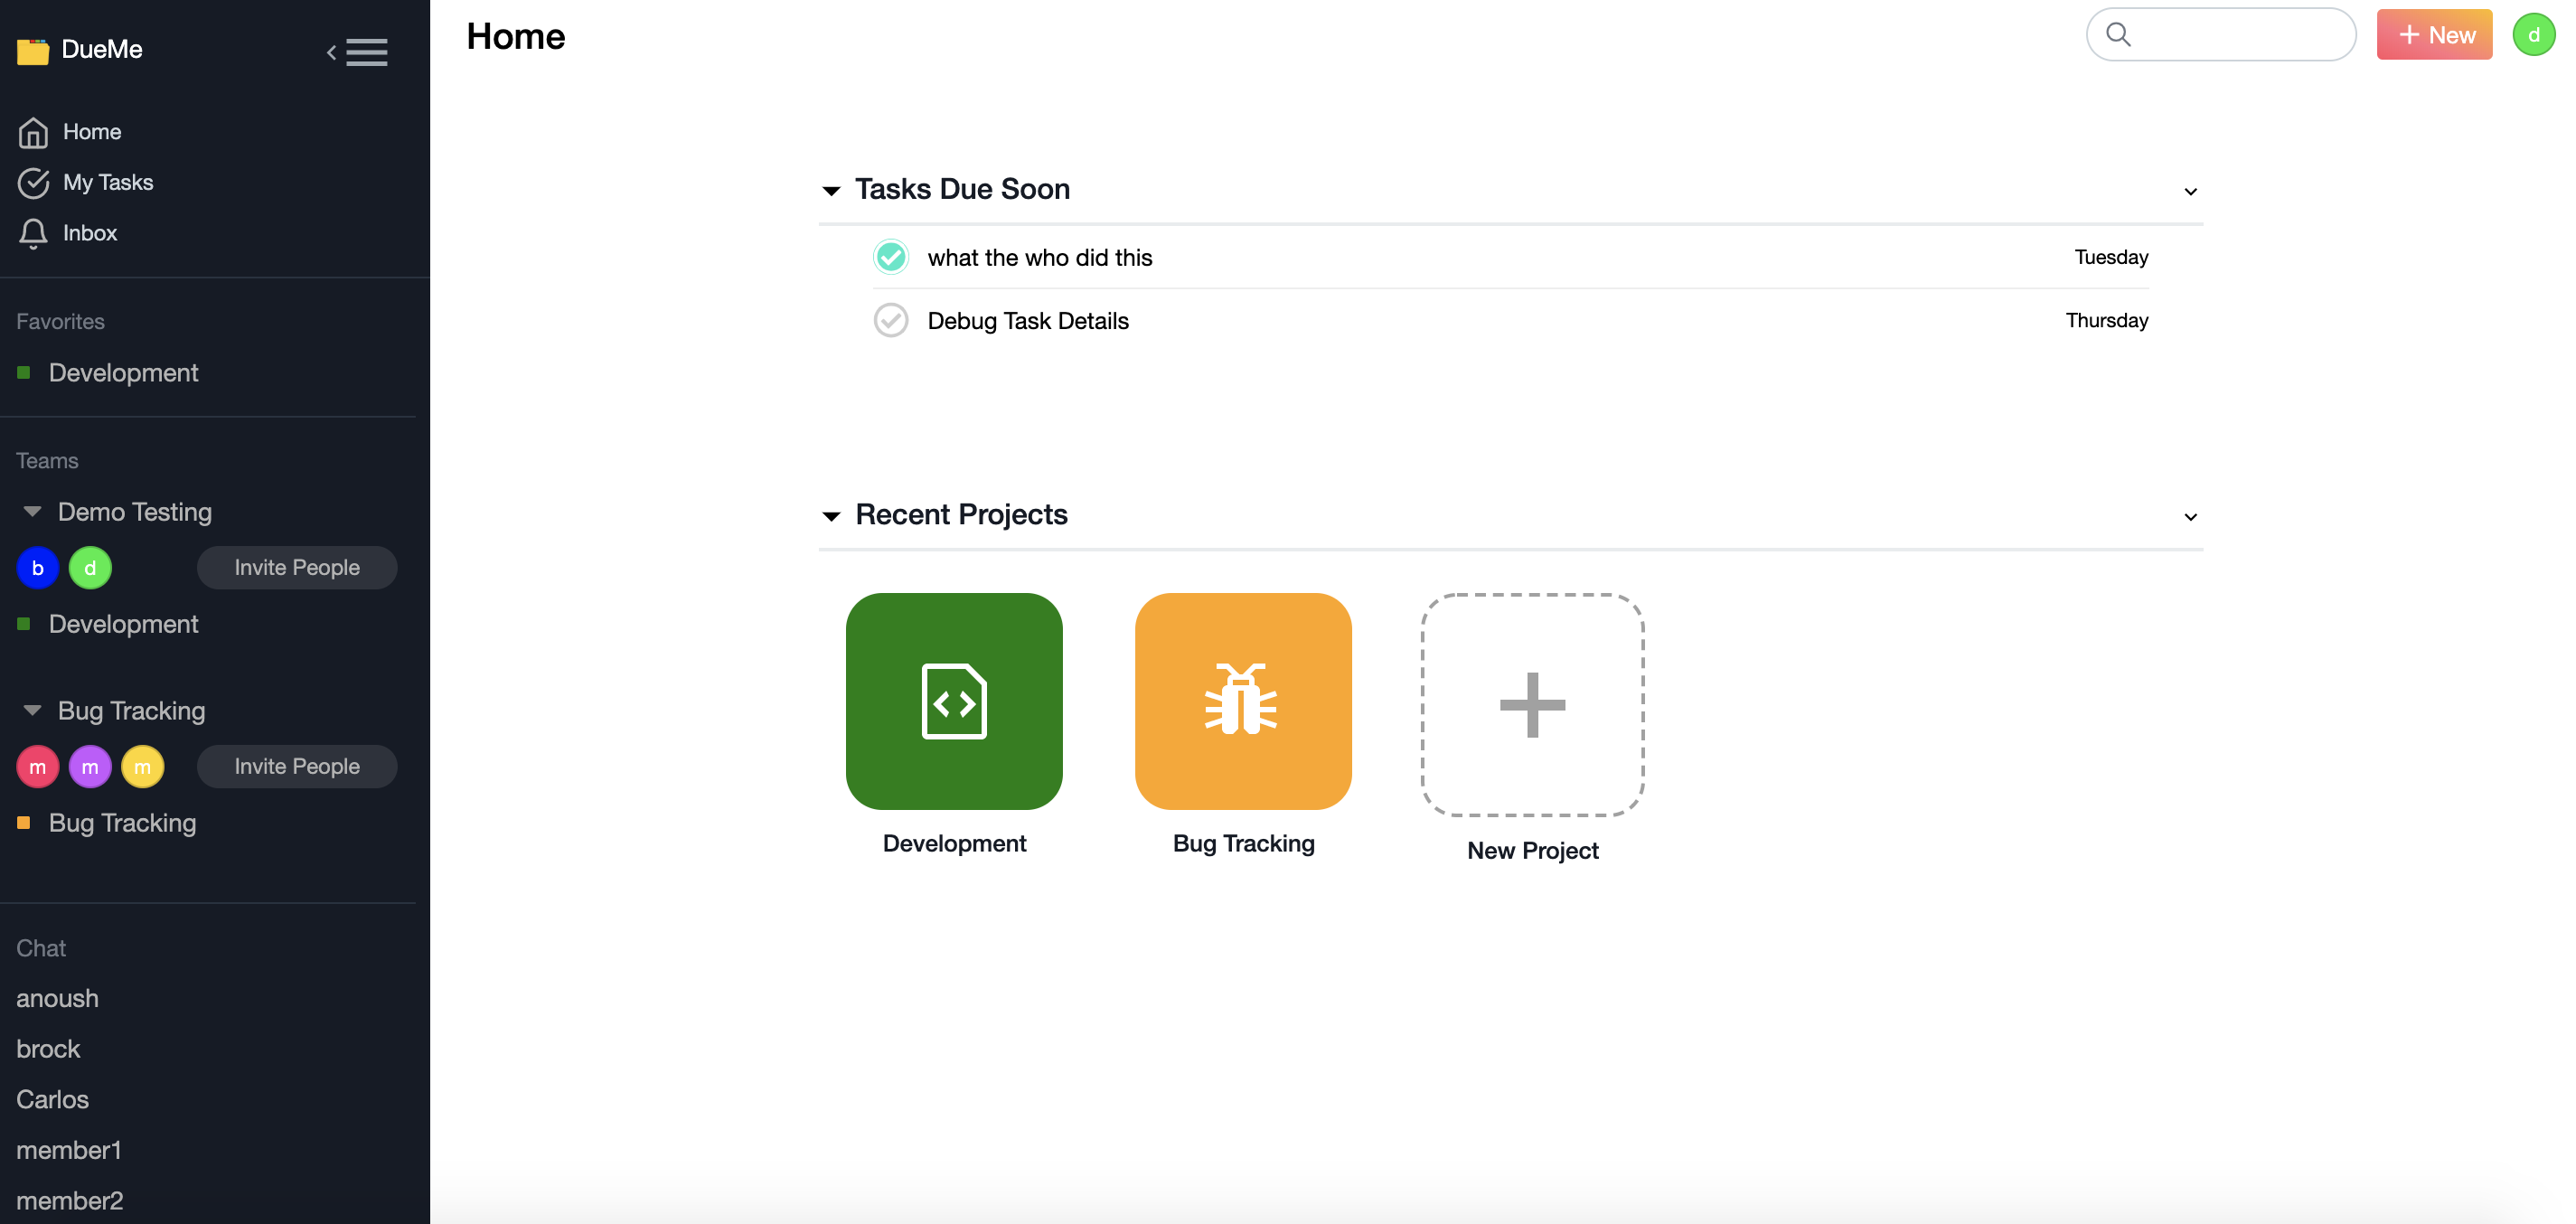 DueMe
Home
My Tasks
Inbox
Favorites
Development
Teams
Demo Testing
b d Invite People
Development
Bug Tracking
m m m Invite People
Bug Tracking
Chat
anoush
brock
Carlos
member1
member2
Home
+ New
d
Tasks Due Soon
what the who did this Tuesday
Debug Task Details Thursday
Recent Projects
Development
Bug Tracking
New Project